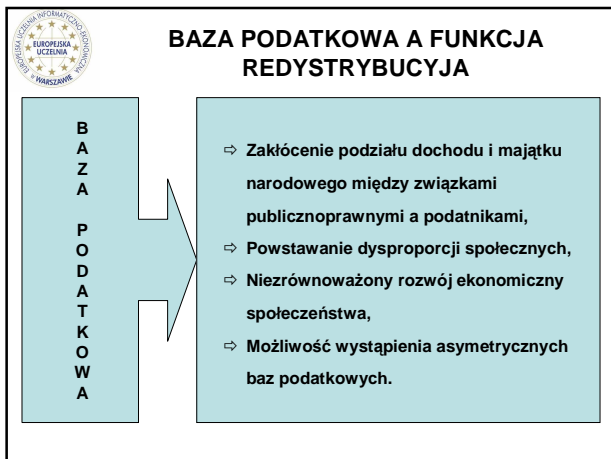 EUROPEJSKA UCZELNIA INFORMATYCZNO-EKONOMICZNA
w WARSZAWIE
EUROPEJSKA
UCZELNIA
BAZA PODATKOWA A FUNKCJA
REDYSTRYBUCYJA
B
A
Z
A
P
O
D
A
T
K
O
W
A
⇨ Zakłócenie podziału dochodu i majątku
narodowego między związkami
publicznoprawnymi a podatnikami,
⇨ Powstawanie dysproporcji społecznych,
⇨ Niezrównoważony rozwój ekonomiczny
społeczeństwa,
⇨ Możliwość wystąpienia asymetrycznych
baz podatkowych.